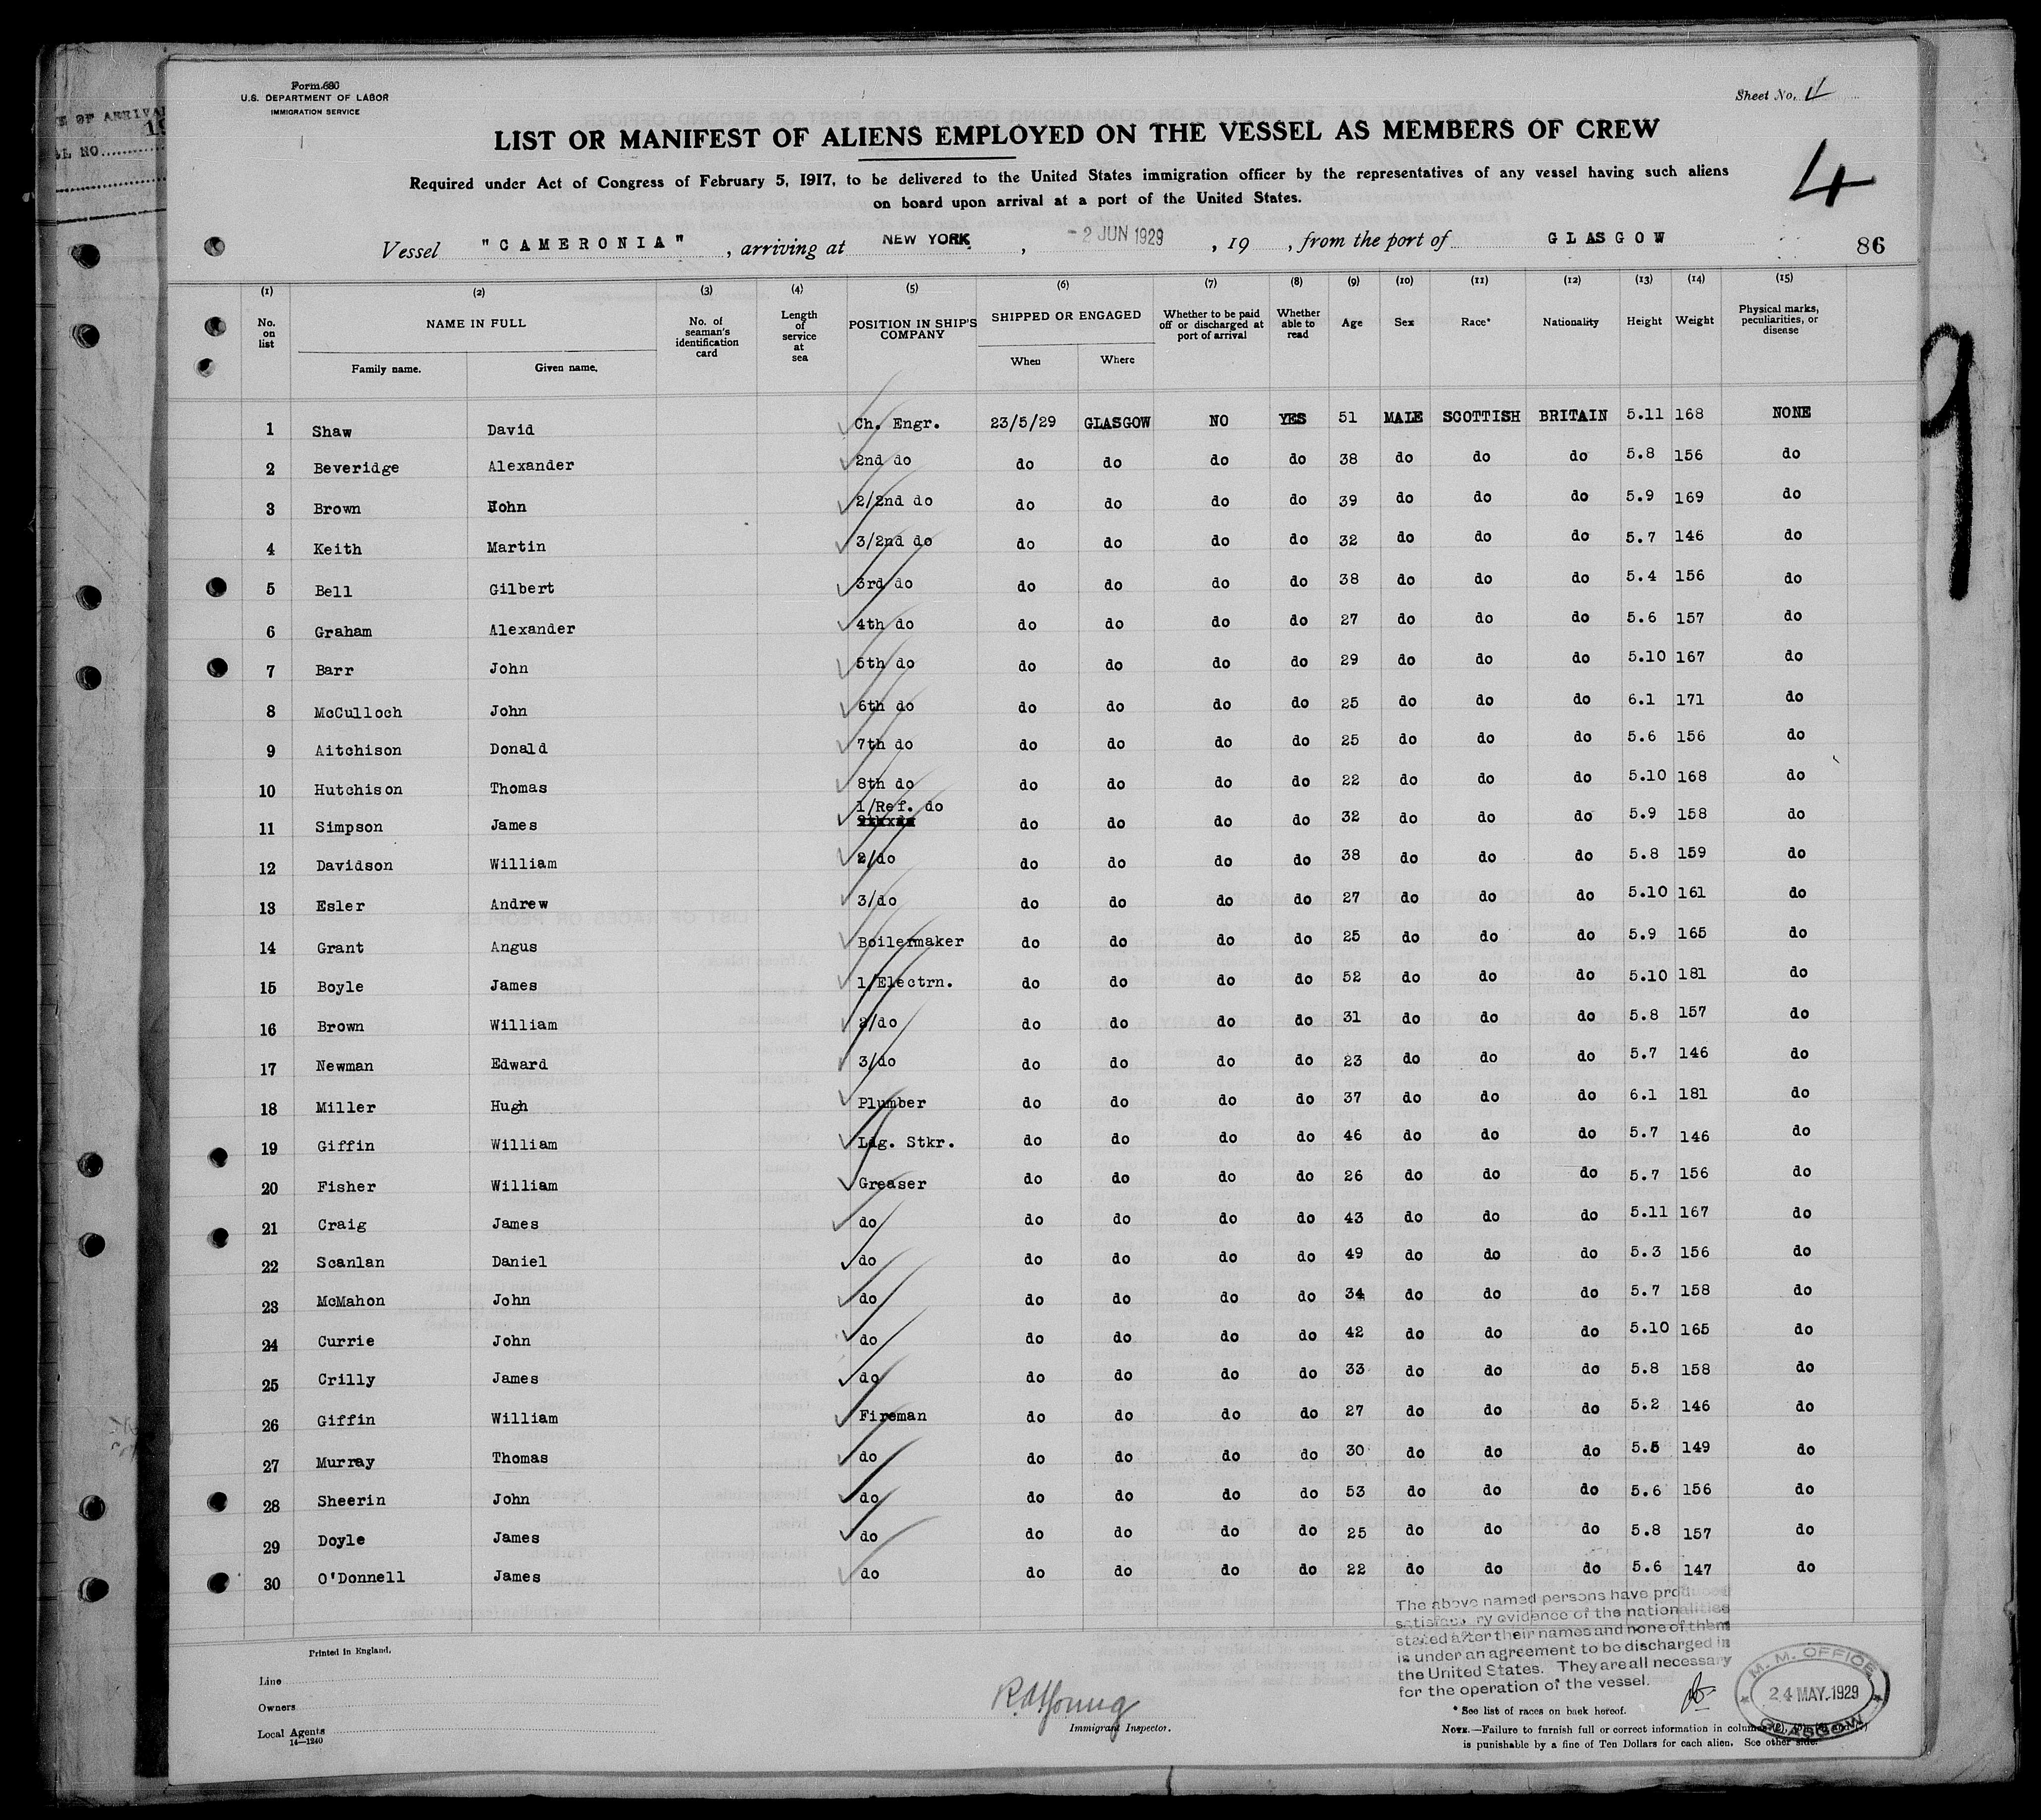 Form 680
U.S. DEPARTMENT OF LABOR
IMMIGRATION SERVICE
Sheet No. 4
LIST OR MANIFEST OF ALIENS EMPLOYED ON THE VESSEL AS MEMBERS OF CREW
4
Required under Act of Congress of February 5, 1917, to be delivered to the United States immigration officer by the representatives of any vessel having such aliens
on board upon arrival at a port of the United States.
Vessel "CAMERONIA", arriving at NEW YORK, -2 JUN 1929, 19 , from the port of GLASGOW
86
(1) (2) (3) (4) (5) (6) (7) (8) (9) (10) (11) (12) (13) (14) (15)
No. on list NAME IN FULL Family name. Given name. No. of seaman's identification card Length of service at sea POSITION IN SHIP'S COMPANY SHIPPED OR ENGAGED When Where Whether to be paid off or discharged at port of arrival Whether able to read Age Sex Race* Nationality Height Weight Physical marks, peculiarities, or disease
1 Shaw David Ch. Engr. 23/5/29 GLASGOW NO YES 51 MALE SCOTTISH BRITAIN 5.11 168 NONE
2 Beveridge Alexander 2nd do do do do do 38 do do do 5.8 156 do
3 Brown John 2/2nd do do do do do 39 do do do 5.9 169 do
4 Keith Martin 3/2nd do do do do do 32 do do do 5.7 146 do
5 Bell Gilbert 3rd do do do do do 38 do do do 5.4 156 do
6 Graham Alexander 4th do do do do do 27 do do do 5.6 157 do
7 Barr John 5th do do do do do 29 do do do 5.10 167 do
8 McCulloch John 6th do do do do do 25 do do do 6.1 171 do
9 Aitchison Donald 7th do do do do do 25 do do do 5.6 156 do
10 Hutchison Thomas 8th do do do do do 22 do do do 5.10 168 do
11 Simpson James 1/Ref. do do do do do 32 do do do 5.9 158 do
12 Davidson William 2/do do do do do 38 do do do 5.8 159 do
13 Esler Andrew 3/do do do do do 27 do do do 5.10 161 do
14 Grant Angus Boilermaker do do do do 25 do do do 5.9 165 do
15 Boyle James 1/Electrn. do do do do 52 do do do 5.10 181 do
16 Brown William 2/do do do do do 31 do do do 5.8 157 do
17 Newman Edward 3/do do do do do 23 do do do 5.7 146 do
18 Miller Hugh Plumber do do do do 37 do do do 6.1 181 do
19 Giffin William Ldg. Stkr. do do do do 46 do do do 5.7 146 do
20 Fisher William Greaser do do do do 26 do do do 5.7 156 do
21 Craig James do do do do do 43 do do do 5.11 167 do
22 Scanlan Daniel do do do do do 49 do do do 5.3 156 do
23 McMahon John do do do do do 34 do do do 5.7 158 do
24 Currie John do do do do do 42 do do do 5.10 165 do
25 Crilly James do do do do do 33 do do do 5.8 158 do
26 Giffin William Fireman do do do do 27 do do do 5.2 146 do
27 Murray Thomas do do do do do 30 do do do 5.5 149 do
28 Sheerin John do do do do do 53 do do do 5.6 156 do
29 Doyle James do do do do do 25 do do do 5.8 157 do
30 O'Donnell James do do do do do 22 do do do 5.6 147 do
The above named persons have
satisfactory evidence of the nationalities
stated after their names and none of them
is under an agreement to be discharged in
the United States. They are all necessary
for the operation of the vessel.
M. M. OFFICE
24 MAY. 1929
GLASGOW
Printed in England.
Line
Owners
Local Agents
14—1240
R A Young
Immigrant Inspector.
* See list of races on back hereof.
NOTE.—Failure to furnish full or correct information in columns
is punishable by a fine of Ten Dollars for each alien. See other side.
9